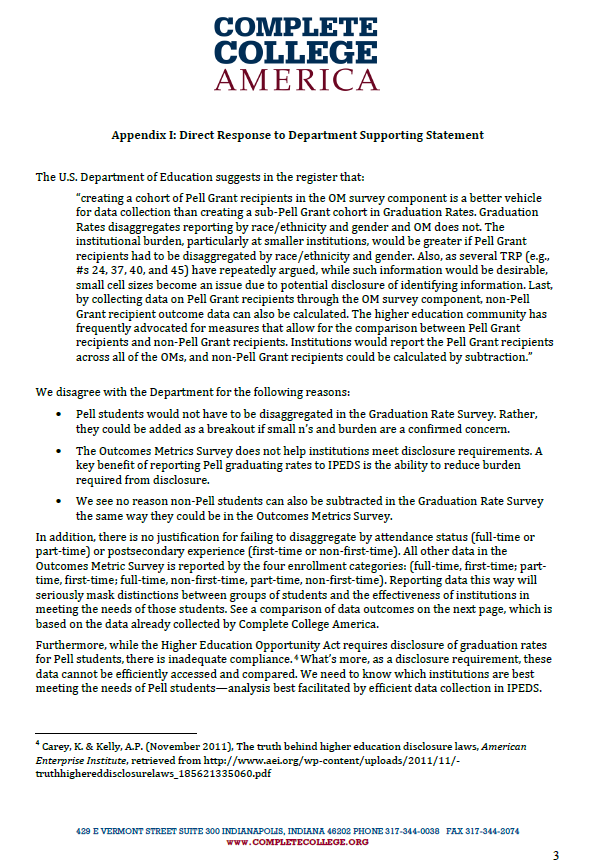 COMPLETE
COLLEGE
AMERICA
Appendix I: Direct Response to Department Supporting Statement
The U.S. Department of Education suggests in the register that:
“creating a cohort of Pell Grant recipients in the OM survey component is a better vehicle
for data collection than creating a sub-Pell Grant cohort in Graduation Rates. Graduation
Rates disaggregates reporting by race/ethnicity and gender and OM does not. The
institutional burden, particularly at smaller institutions, would be greater if Pell Grant
recipients had to be disaggregated by race/ethnicity and gender. Also, as several TRP (e.g.,
#s 24, 37, 40, and 45) have repeatedly argued, while such information would be desirable,
small cell sizes become an issue due to potential disclosure of identifying information. Last,
by collecting data on Pell Grant recipients through the OM survey component, non-Pell
Grant recipient outcome data can also be calculated. The higher education community has
frequently advocated for measures that allow for the comparison between Pell Grant
recipients and non-Pell Grant recipients. Institutions would report the Pell Grant recipients
across all of the OMs, and non-Pell Grant recipients could be calculated by subtraction.”
We disagree with the Department for the following reasons:
• Pell students would not have to be disaggregated in the Graduation Rate Survey. Rather,
they could be added as a breakout if small n's and burden are a confirmed concern.
• The Outcomes Metrics Survey does not help institutions meet disclosure requirements. A
key benefit of reporting Pell graduating rates to IPEDS is the ability to reduce burden
required from disclosure.
• We see no reason non-Pell students can also be subtracted in the Graduation Rate Survey
the same way they could be in the Outcomes Metrics Survey.
In addition, there is no justification for failing to disaggregate by attendance status (full-time or
part-time) or postsecondary experience (first-time or non-first-time). All other data in the
Outcomes Metric Survey is reported by the four enrollment categories: (full-time, first-time; part-
time, first-time; full-time, non-first-time, part-time, non-first-time). Reporting data this way will
seriously mask distinctions between groups of students and the effectiveness of institutions in
meeting the needs of those students. See a comparison of data outcomes on the next page, which is
based on the data already collected by Complete College America.
Furthermore, while the Higher Education Opportunity Act requires disclosure of graduation rates
for Pell students, there is inadequate compliance. 4 What's more, as a disclosure requirement, these
data cannot be efficiently accessed and compared. We need to know which institutions are best
meeting the needs of Pell students—analysis best facilitated by efficient data collection in IPEDS.
4 Carey, K. & Kelly, A.P. (November 2011), The truth behind higher education disclosure laws, American
Enterprise Institute, retrieved from http://www.aei.org/wp-content/uploads/2011/11/-
truthhighereddisclosurelaws_185621335060.pdf
429 E VERMONT STREET SUITE 300 INDIANAPOLIS, INDIANA 46202 PHONE 317-344-0038 FAX 317-344-2074
WWW.COMPLETECOLLEGE.ORG
3